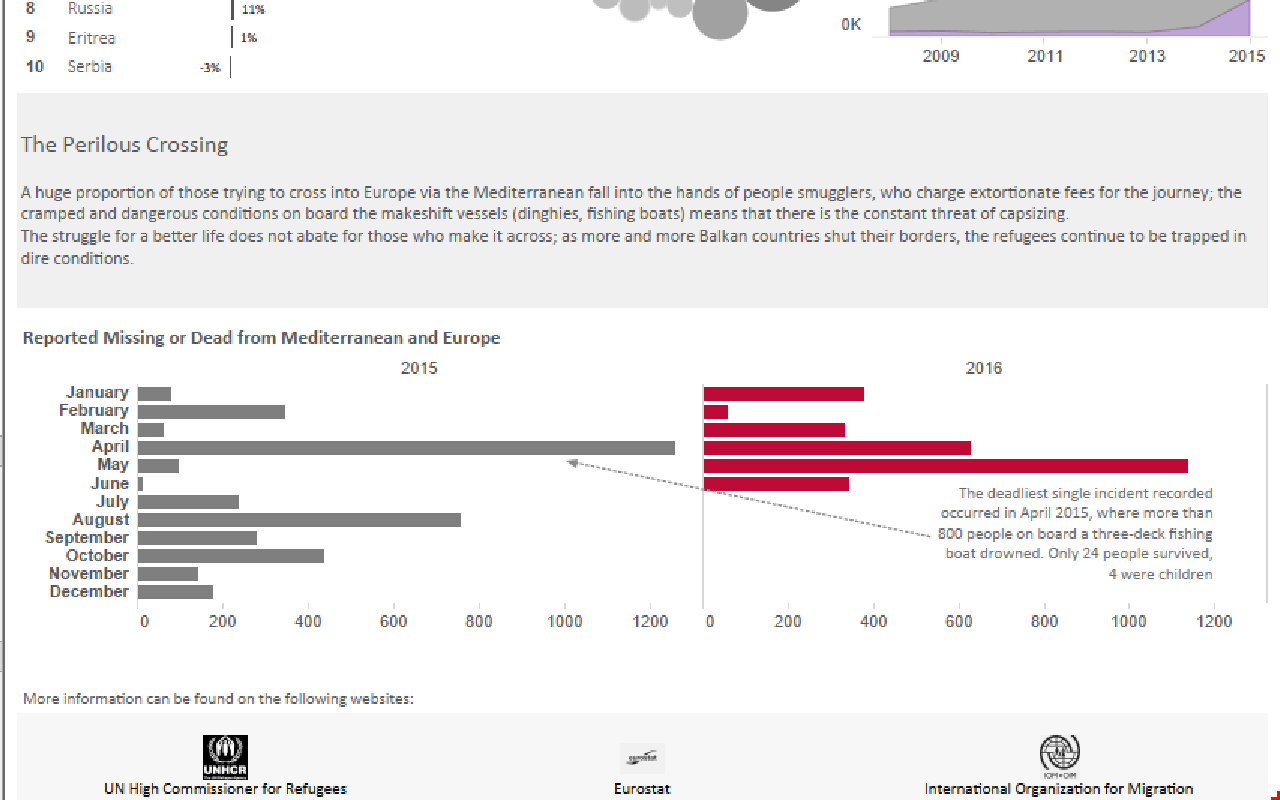 8 Russia 11%
9 Eritrea 1%
10 Serbia -3%
0K
2009 2011 2013 2015
The Perilous Crossing
A huge proportion of those trying to cross into Europe via the Mediterranean fall into the hands of people smugglers, who charge extortionate fees for the journey; the
cramped and dangerous conditions on board the makeshift vessels (dinghies, fishing boats) means that there is the constant threat of capsizing.
The struggle for a better life does not abate for those who make it across; as more and more Balkan countries shut their borders, the refugees continue to be trapped in
dire conditions.
Reported Missing or Dead from Mediterranean and Europe
2015 2016
January
February
March
April
May
June
July
August
September
October
November
December
The deadliest single incident recorded
occurred in April 2015, where more than
800 people on board a three-deck fishing
boat drowned. Only 24 people survived,
4 were children
0 200 400 600 800 1000 1200 0 200 400 600 800 1000 1200
More information can be found on the following websites:
UNHCR
eurostat
IOM•OIM
UN High Commissioner for Refugees
Eurostat
International Organization for Migration